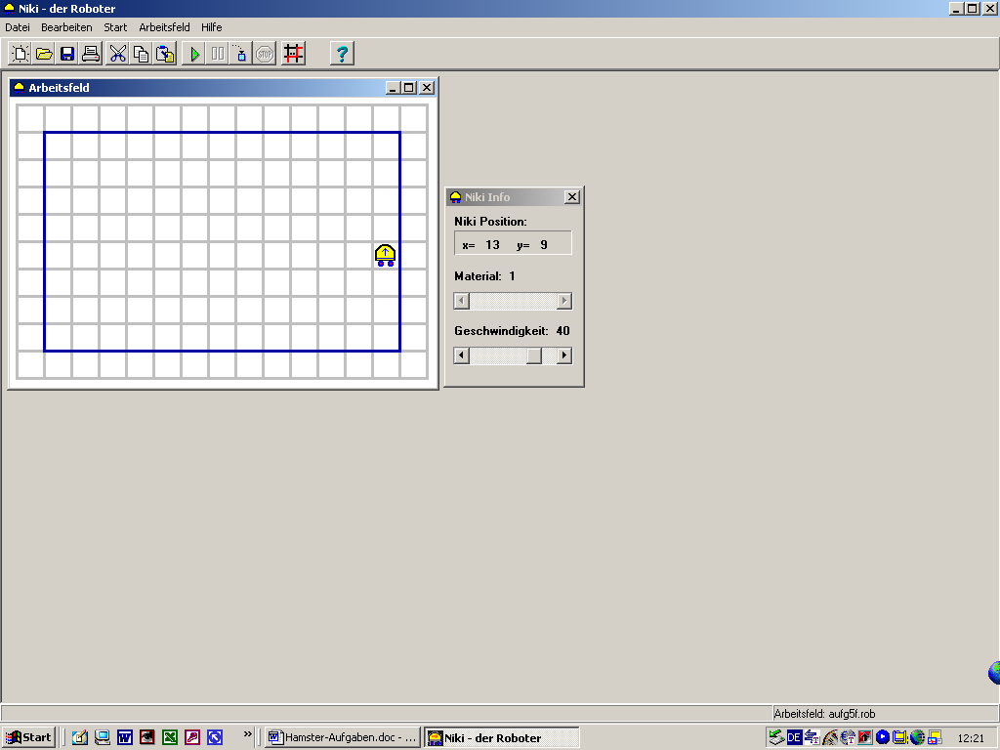 Niki - der Roboter
Datei Bearbeiten Start Arbeitsfeld Hilfe
STOP
?
Arbeitsfeld
Niki Info
Niki Position:
x= 13 y= 9
Material: 1
Geschwindigkeit: 40
Arbeitsfeld: aufg5f.rob
Start
W
»
Hamster-Aufgaben.doc - ...
Niki - der Roboter
DE
12:21